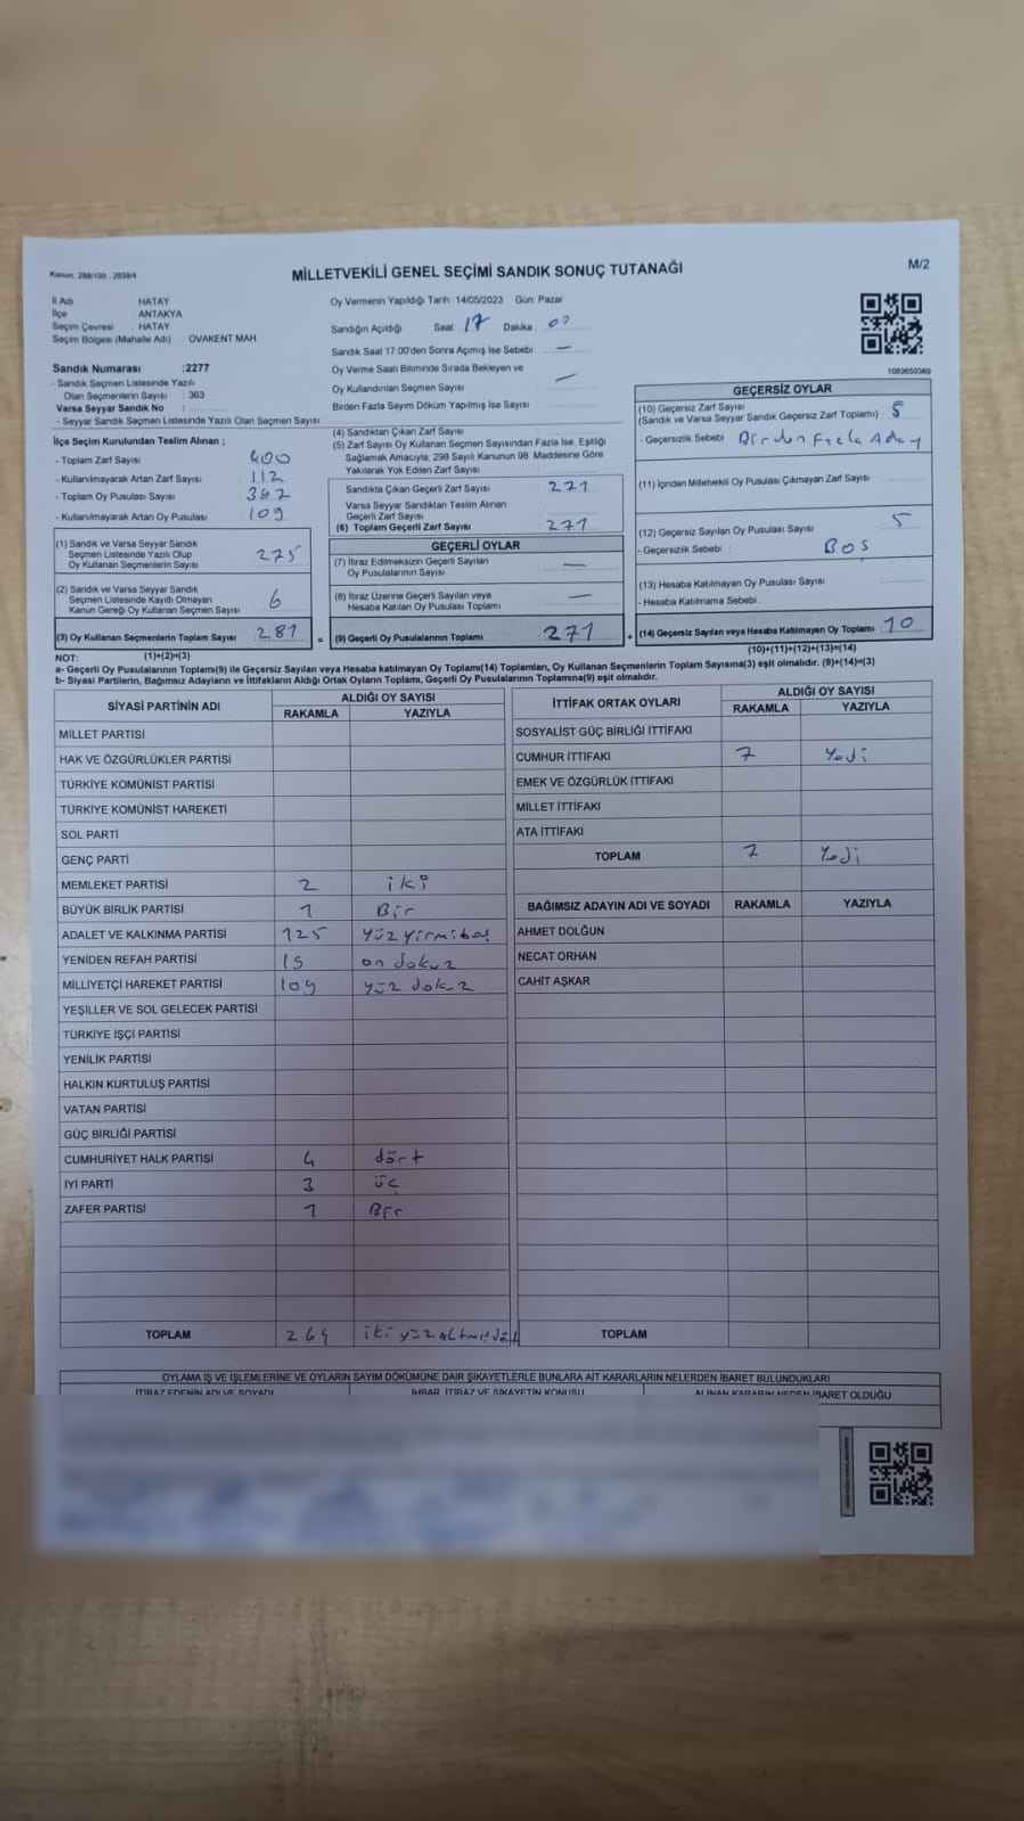 MİLLETVEKİLİ GENEL SEÇİMİ SANDIK SONUÇ TUTANAĞI
M/2
İl Adı HATAY
İlçe ANTAKYA
Seçim Çevresi HATAY
Seçim Bölgesi (Mahalle Adı) OVAKENT MAH
Sandık Numarası :2277
- Sandık Seçmen Listesinde Yazılı
Olan Seçmenlerin Sayısı : 363
Varsa Seyyar Sandık No :
- Seyyar Sandık Seçmen Listesinde Yazılı Olan Seçmen Sayısı
İlçe Seçim Kurulundan Teslim Alınan ;
- Toplam Zarf Sayısı 400
- Kullanılmayarak Artan Zarf Sayısı 112
- Toplam Oy Pusulası Sayısı
- Kullanılmayarak Artan Oy Pusulası 109
(1) Sandık ve Varsa Seyyar Sandık
Seçmen Listesinde Yazılı Olup
Oy Kullanan Seçmenlerin Sayısı 275
(2) Sandık ve Varsa Seyyar Sandık
Seçmen Listesinde Kayıtlı Olmayan
Kanun Gereği Oy Kullanan Seçmen Sayısı 6
(3) Oy Kullanan Seçmenlerin Toplam Sayısı 281
(1)+(2)=(3)
Oy Vermenin Yapıldığı Tarih: 14/05/2023 Gün: Pazar
Sandığın Açıldığı Saat: 17 Dakika: 00
Sandık Saat 17:00'den Sonra Açılmış İse Sebebi: —
Oy Verme Saati Bitiminde Sırada Bekleyen ve
Oy Kullandırılan Seçmen Sayısı —
Birden Fazla Sayım Döküm Yapılmış İse Sayısı
(4) Sandıktan Çıkan Zarf Sayısı
(5) Zarf Sayısı Oy Kullanan Seçmen Sayısından Fazla İse, Eşitliği
Sağlamak Amacıyla; 298 Sayılı Kanunun 98. Maddesine Göre
Yakılarak Yok Edilen Zarf Sayısı
Sandıkta Çıkan Geçerli Zarf Sayısı 271
Varsa Seyyar Sandıktan Teslim Alınan
Geçerli Zarf Sayısı
(6) Toplam Geçerli Zarf Sayısı 271
GEÇERLİ OYLAR
(7) İtiraz Edilmeksizin Geçerli Sayılan
Oy Pusulalarının Sayısı —
(8) İtiraz Üzerine Geçerli Sayılan veya
Hesaba Katılan Oy Pusulası Toplamı —
= (9) Geçerli Oy Pusulalarının Toplamı 271
1083650369
GEÇERSİZ OYLAR
(10) Geçersiz Zarf Sayısı
(Sandık ve Varsa Seyyar Sandık Geçersiz Zarf Toplamı) : 5
- Geçersizlik Sebebi : Birden Fazla Aday
(11) İçinden Milletvekili Oy Pusulası Çıkmayan Zarf Sayısı
(12) Geçersiz Sayılan Oy Pusulası Sayısı 5
- Geçersizlik Sebebi : BOŞ
(13) Hesaba Katılmayan Oy Pusulası Sayısı
- Hesaba Katılmama Sebebi :
+ (14) Geçersiz Sayılan veya Hesaba Katılmayan Oy Toplamı 10
(10)+(11)+(12)+(13)=(14)
NOT:
a- Geçerli Oy Pusulalarının Toplamı(9) ile Geçersiz Sayılan veya Hesaba katılmayan Oy Toplamı(14) Toplamları, Oy Kullanan Seçmenlerin Toplam Sayısına(3) eşit olmalıdır. (9)+(14)=(3)
b- Siyasi Partilerin, Bağımsız Adayların ve İttifakların Aldığı Ortak Oyların Toplamı, Geçerli Oy Pusulalarının Toplamına(9) eşit olmalıdır.
SİYASİ PARTİNİN ADI ALDIĞI OY SAYISI
RAKAMLA YAZIYLA
MİLLET PARTİSİ
HAK VE ÖZGÜRLÜKLER PARTİSİ
TÜRKİYE KOMÜNİST PARTİSİ
TÜRKİYE KOMÜNİST HAREKETİ
SOL PARTİ
GENÇ PARTİ
MEMLEKET PARTİSİ 2 iki
BÜYÜK BİRLİK PARTİSİ 1 Bir
ADALET VE KALKINMA PARTİSİ 125 yüz yirmi beş
YENİDEN REFAH PARTİSİ 19 on dokuz
MİLLİYETÇİ HAREKET PARTİSİ 109 yüz dokuz
YEŞİLLER VE SOL GELECEK PARTİSİ
TÜRKİYE İŞÇİ PARTİSİ
YENİLİK PARTİSİ
HALKIN KURTULUŞ PARTİSİ
VATAN PARTİSİ
GÜÇ BİRLİĞİ PARTİSİ
CUMHURİYET HALK PARTİSİ 4 dört
İYİ PARTİ 3 üç
ZAFER PARTİSİ 1 Bir
TOPLAM 264 iki yüz altmış dört
İTTİFAK ORTAK OYLARI ALDIĞI OY SAYISI
RAKAMLA YAZIYLA
SOSYALİST GÜÇ BİRLİĞİ İTTİFAKI
CUMHUR İTTİFAKI 7 Yedi
EMEK VE ÖZGÜRLÜK İTTİFAKI
MİLLET İTTİFAKI
ATA İTTİFAKI
TOPLAM 7 Yedi
BAĞIMSIZ ADAYIN ADI VE SOYADI RAKAMLA YAZIYLA
AHMET DOLĞUN
NECAT ORHAN
CAHİT AŞKAR
TOPLAM
OYLAMA İŞ VE İŞLEMLERİNE VE OYLARIN SAYIM DÖKÜMÜNE DAİR ŞİKAYETLERLE BUNLARA AİT KARARLARIN NELERDEN İBARET BULUNDUKLARI
İTİRAZ EDENİN ADI VE SOYADI İHBAR, İTİRAZ VE ŞİKAYETİN KONUSU ALINAN KARARIN NEDEN İBARET OLDUĞU